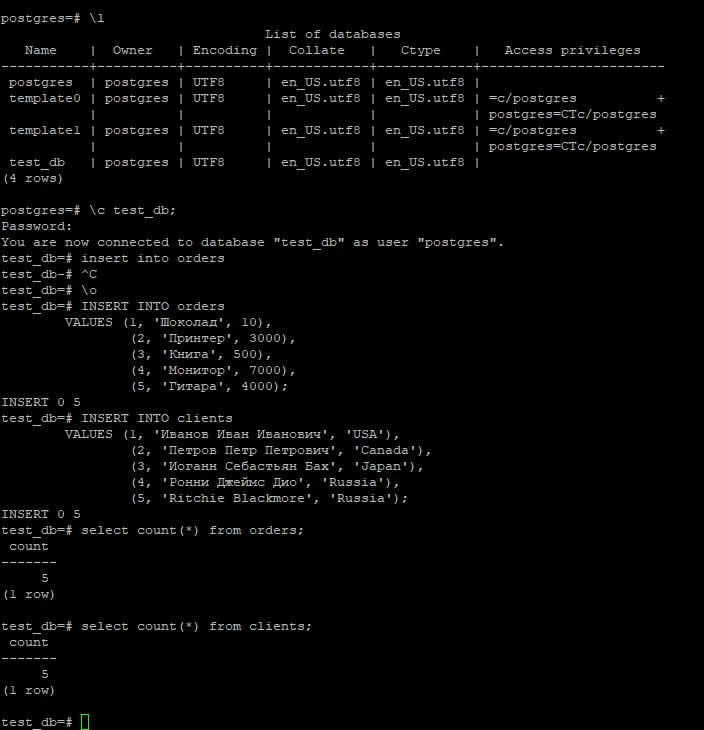 postgres=# \l
                                 List of databases
   Name    |  Owner   | Encoding |  Collate   |   Ctype    |   Access privileges
-----------+----------+----------+------------+------------+-----------------------
 postgres  | postgres | UTF8     | en_US.utf8 | en_US.utf8 |
 template0 | postgres | UTF8     | en_US.utf8 | en_US.utf8 | =c/postgres          +
           |          |          |            |            | postgres=CTc/postgres
 template1 | postgres | UTF8     | en_US.utf8 | en_US.utf8 | =c/postgres          +
           |          |          |            |            | postgres=CTc/postgres
 test_db   | postgres | UTF8     | en_US.utf8 | en_US.utf8 |
(4 rows)

postgres=# \c test_db;
Password:
You are now connected to database "test_db" as user "postgres".
test_db=# insert into orders
test_db-# ^C
test_db=# \o
test_db=# INSERT INTO orders
        VALUES (1, 'Шоколад', 10),
                (2, 'Принтер', 3000),
                (3, 'Книга', 500),
                (4, 'Монитор', 7000),
                (5, 'Гитара', 4000);
INSERT 0 5
test_db=# INSERT INTO clients
        VALUES (1, 'Иванов Иван Иванович', 'USA'),
                (2, 'Петров Петр Петрович', 'Canada'),
                (3, 'Иоганн Себастьян Бах', 'Japan'),
                (4, 'Ронни Джеймс Дио', 'Russia'),
                (5, 'Ritchie Blackmore', 'Russia');
INSERT 0 5
test_db=# select count(*) from orders;
 count
-------
     5
(1 row)

test_db=# select count(*) from clients;
 count
-------
     5
(1 row)

test_db=#